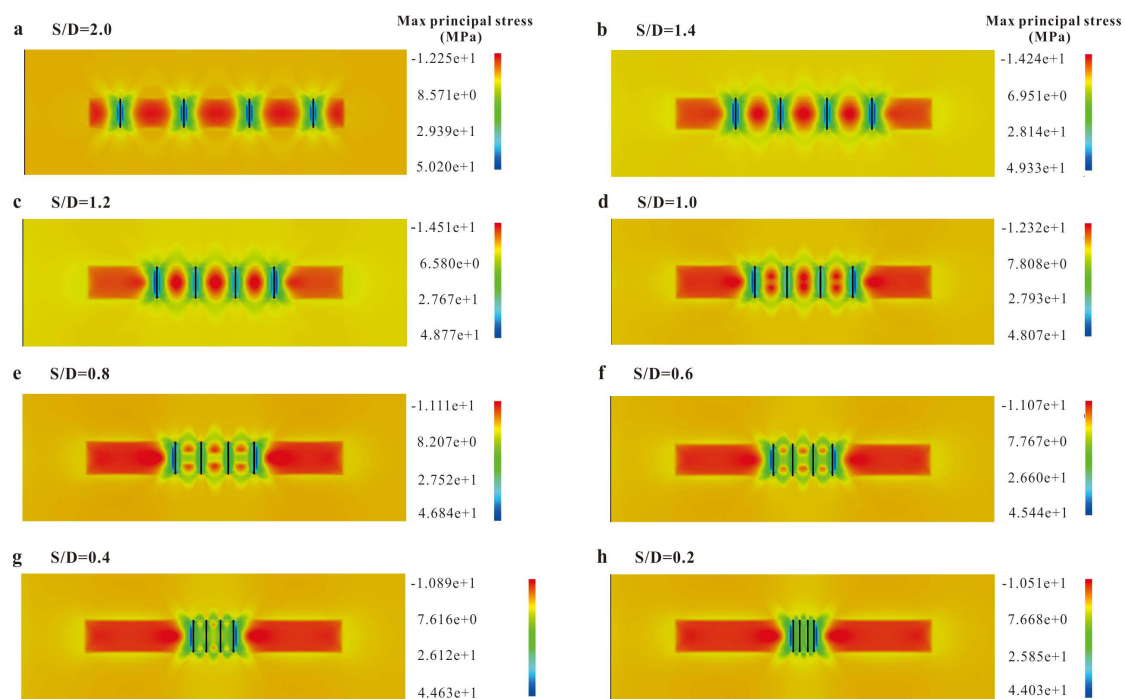 a S/D=2.0
Max principal stress
(MPa)
-1.225e+1
8.571e+0
2.939e+1
5.020e+1
b S/D=1.4
Max principal stress
(MPa)
-1.424e+1
6.951e+0
2.814e+1
4.933e+1
c S/D=1.2
-1.451e+1
6.580e+0
2.767e+1
4.877e+1
d S/D=1.0
-1.232e+1
7.808e+0
2.793e+1
4.807e+1
e S/D=0.8
-1.111e+1
8.207e+0
2.752e+1
4.684e+1
f S/D=0.6
-1.107e+1
7.767e+0
2.660e+1
4.544e+1
g S/D=0.4
-1.089e+1
7.616e+0
2.612e+1
4.463e+1
h S/D=0.2
-1.051e+1
7.668e+0
2.585e+1
4.403e+1